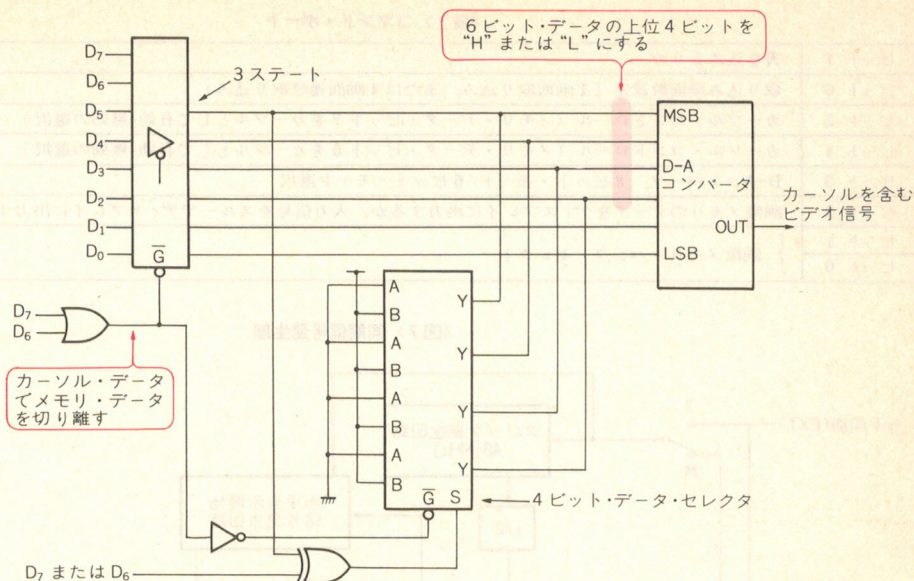 6ビット・データの上位4ビットを
“H”または“L”にする
D7
D6
D5
D4
D3
D2
D1
D0
3ステート
G
MSB
D-A
コンバータ
OUT
LSB
カーソルを含む
ビデオ信号
D7
D6
カーソル・データ
でメモリ・データ
を切り離す
A
B
A
B
A
B
A
B
Y
Y
Y
Y
G S
4ビット・データ・セレクタ
D7またはD6